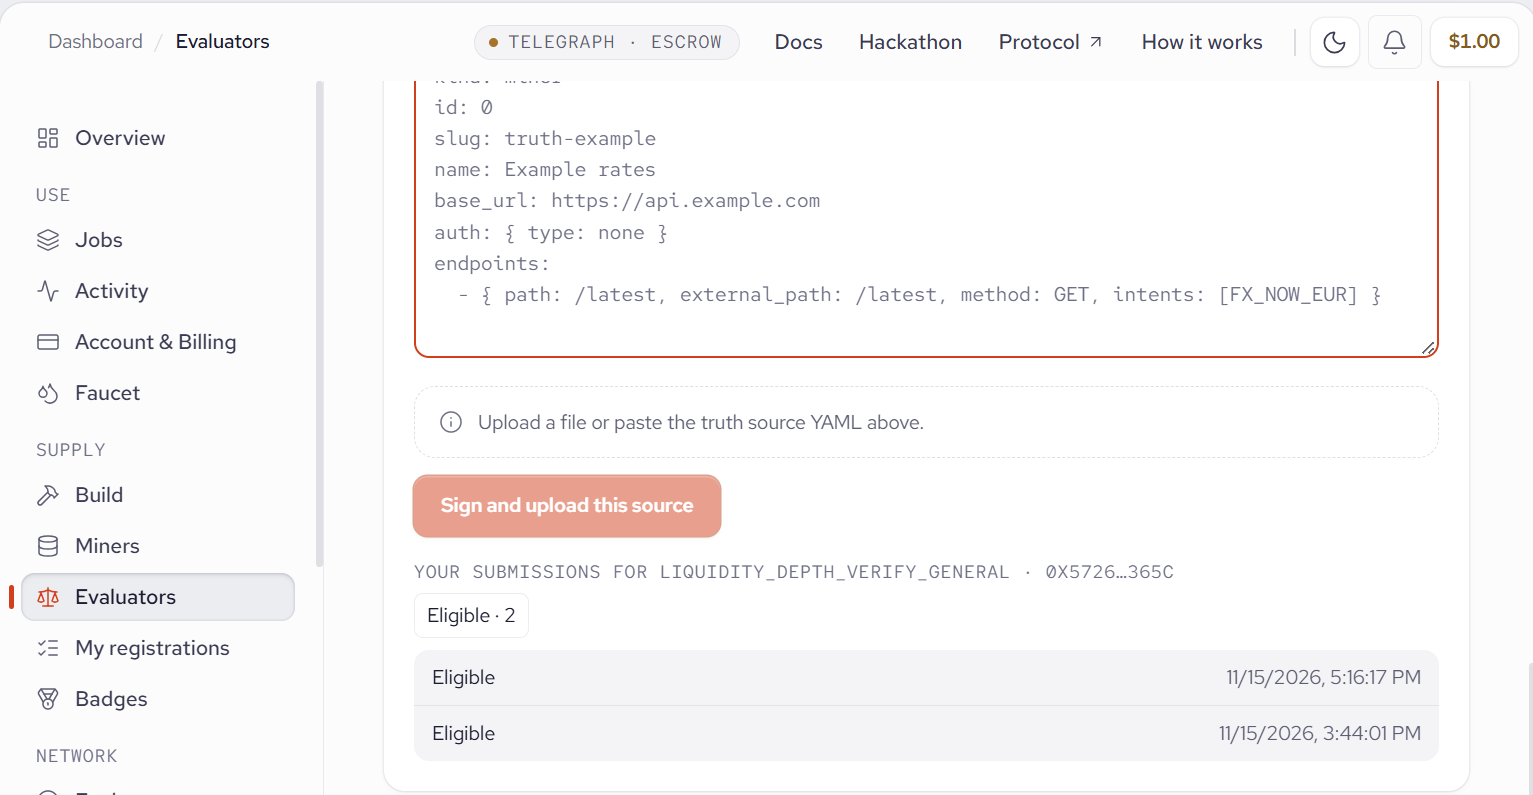 Dashboard / Evaluators
TELEGRAPH · ESCROW
Docs
Hackathon
Protocol ↗
How it works
$1.00
Overview
USE
Jobs
Activity
Account & Billing
Faucet
SUPPLY
Build
Miners
Evaluators
My registrations
Badges
NETWORK
id: 0
slug: truth-example
name: Example rates
base_url: https://api.example.com
auth: { type: none }
endpoints:
  - { path: /latest, external_path: /latest, method: GET, intents: [FX_NOW_EUR] }
Upload a file or paste the truth source YAML above.
Sign and upload this source
YOUR SUBMISSIONS FOR LIQUIDITY_DEPTH_VERIFY_GENERAL · 0X5726…365C
Eligible · 2
Eligible 11/15/2026, 5:16:17 PM
Eligible 11/15/2026, 3:44:01 PM